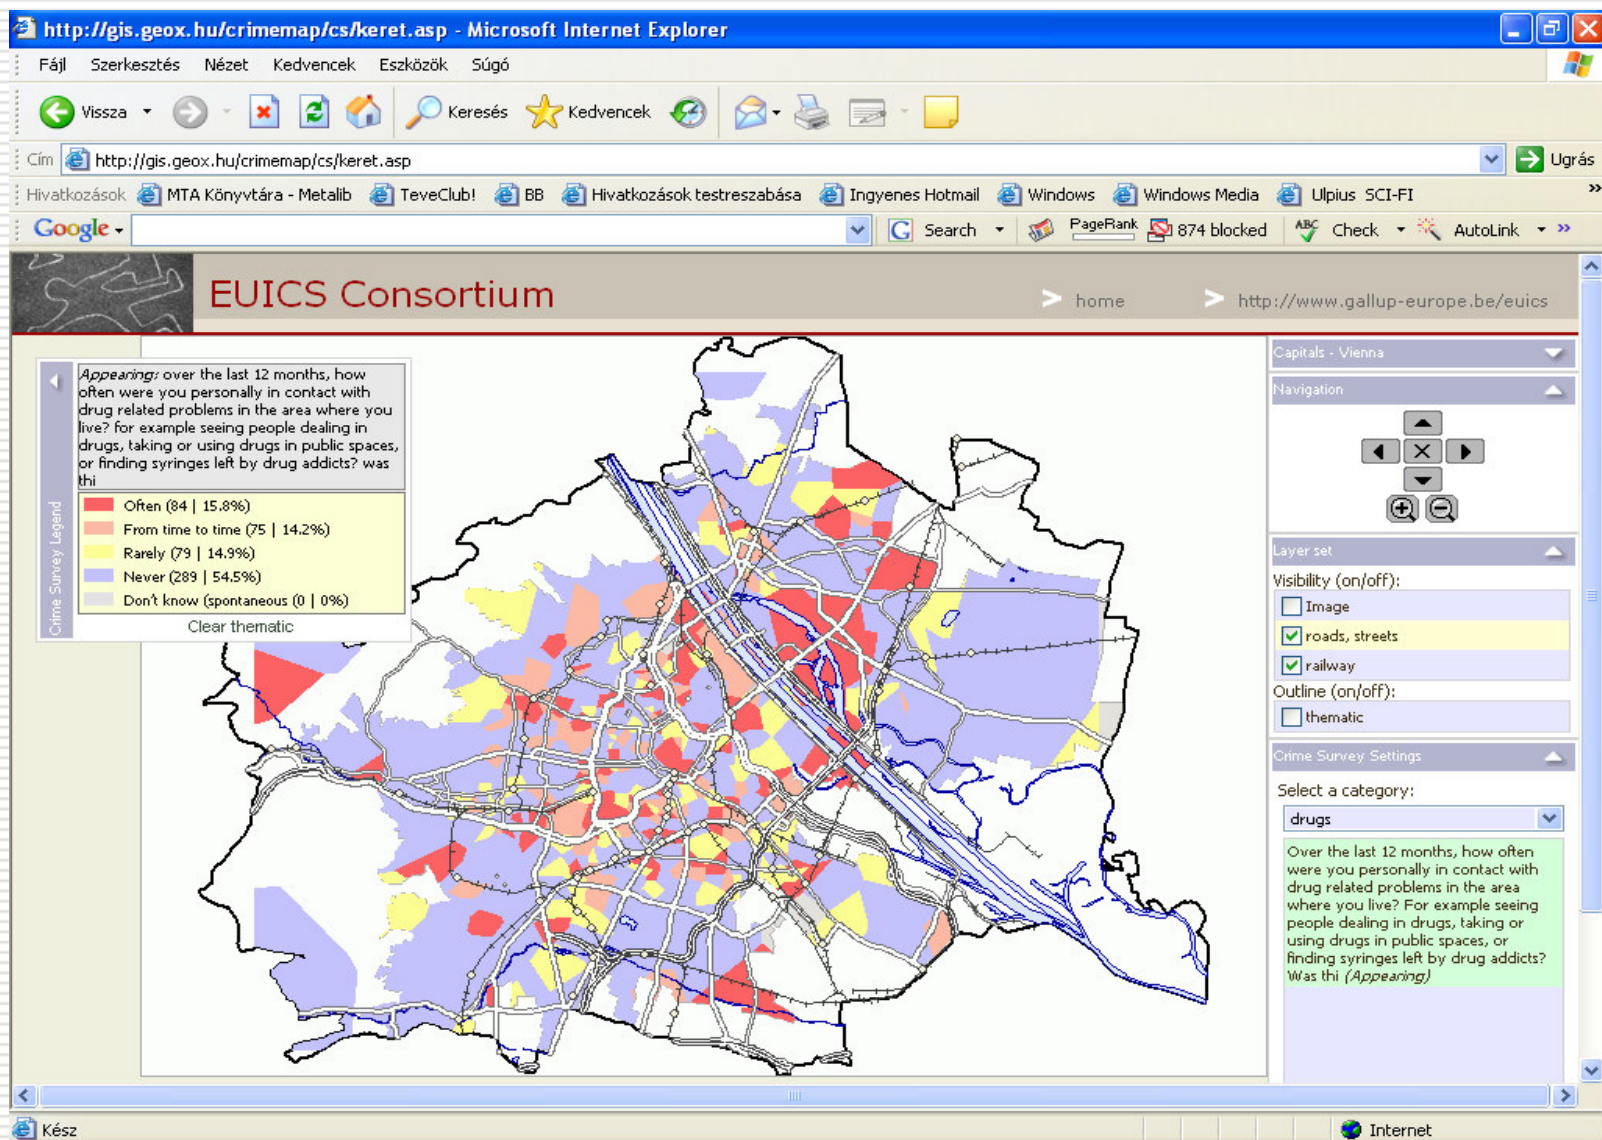 http://gis.geox.hu/crimemap/cs/keret.asp - Microsoft Internet Explorer
Fájl Szerkesztés Nézet Kedvencek Eszközök Súgó
Vissza Keresés Kedvencek
Cím http://gis.geox.hu/crimemap/cs/keret.asp Ugrás
Hivatkozások MTA Könyvtára - Metalib TeveClub! BB Hivatkozások testreszabása Ingyenes Hotmail Windows Windows Media Ulpius SCI-FI »
Google G Search PageRank 874 blocked ABC Check AutoLink »
EUICS Consortium > home > http://www.gallup-europe.be/euics
Crime Survey Legend
Appearing: over the last 12 months, how
often were you personally in contact with
drug related problems in the area where you
live? for example seeing people dealing in
drugs, taking or using drugs in public spaces,
or finding syringes left by drug addicts? was
thi
Often (84 | 15.8%)
From time to time (75 | 14.2%)
Rarely (79 | 14.9%)
Never (289 | 54.5%)
Don't know (spontaneous (0 | 0%)
Clear thematic
Capitals - Vienna
Navigation
Layer set
Visibility (on/off):
Image
roads, streets
railway
Outline (on/off):
thematic
Crime Survey Settings
Select a category:
drugs
Over the last 12 months, how often
were you personally in contact with
drug related problems in the area
where you live? For example seeing
people dealing in drugs, taking or
using drugs in public spaces, or
finding syringes left by drug addicts?
Was thi (Appearing)
Kész Internet